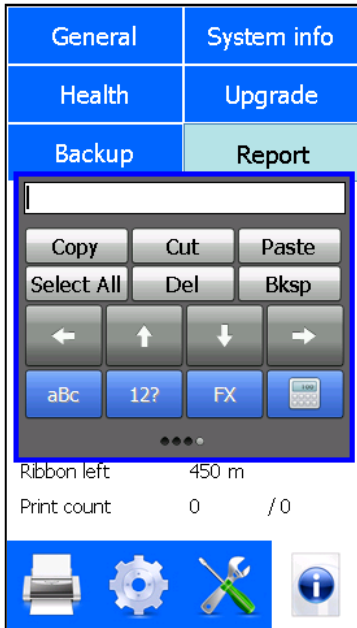 General System info
Health Upgrade
Backup Report
Copy Cut Paste
Select All Del Bksp
aBc 12? FX
Ribbon left 450 m
Print count 0 / 0